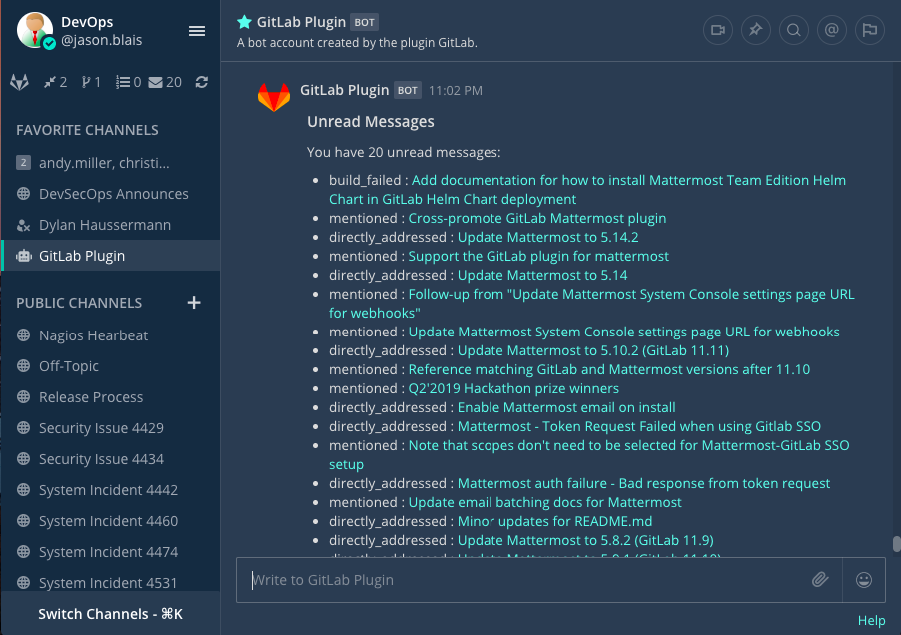 DevOps
@jason.blais
2 1 0 20
FAVORITE CHANNELS
2 andy.miller, christi...
DevSecOps Announces
Dylan Haussermann
GitLab Plugin
PUBLIC CHANNELS +
Nagios Hearbeat
Off-Topic
Release Process
Security Issue 4429
Security Issue 4434
System Incident 4442
System Incident 4460
System Incident 4474
System Incident 4531
Switch Channels - ⌘K
GitLab Plugin BOT
A bot account created by the plugin GitLab.
GitLab Plugin BOT 11:02 PM
Unread Messages
You have 20 unread messages:
• build_failed : Add documentation for how to install Mattermost Team Edition Helm
Chart in GitLab Helm Chart deployment
• mentioned : Cross-promote GitLab Mattermost plugin
• directly_addressed : Update Mattermost to 5.14.2
• mentioned : Support the GitLab plugin for mattermost
• directly_addressed : Update Mattermost to 5.14
• mentioned : Follow-up from "Update Mattermost System Console settings page URL
for webhooks"
• mentioned : Update Mattermost System Console settings page URL for webhooks
• directly_addressed : Update Mattermost to 5.10.2 (GitLab 11.11)
• mentioned : Reference matching GitLab and Mattermost versions after 11.10
• mentioned : Q2'2019 Hackathon prize winners
• directly_addressed : Enable Mattermost email on install
• directly_addressed : Mattermost - Token Request Failed when using Gitlab SSO
• mentioned : Note that scopes don't need to be selected for Mattermost-GitLab SSO
setup
• directly_addressed : Mattermost auth failure - Bad response from token request
• mentioned : Update email batching docs for Mattermost
• directly_addressed : Minor updates for README.md
• directly_addressed : Update Mattermost to 5.8.2 (GitLab 11.9)
• directly_addressed : Update Mattermost to 5.8.1 (GitLab 11.10)
Write to GitLab Plugin
Help